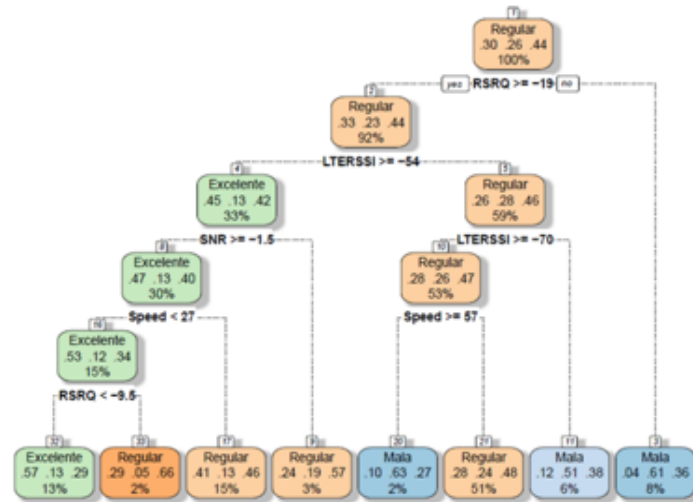 1
Regular
.30 .26 .44
100%
yes RSRQ >= −19 no
2
Regular
.33 .23 .44
92%
LTERSSI >= −54
4
Excelente
.45 .13 .42
33%
5
Regular
.26 .28 .46
59%
SNR >= −1.5
LTERSSI >= −70
8
Excelente
.47 .13 .40
30%
10
Regular
.28 .26 .47
53%
Speed < 27
Speed >= 57
16
Excelente
.53 .12 .34
15%
RSRQ < −9.5
32
Excelente
.57 .13 .29
13%
33
Regular
.29 .05 .66
2%
17
Regular
.41 .13 .46
15%
9
Regular
.24 .19 .57
3%
20
Mala
.10 .63 .27
2%
21
Regular
.28 .24 .48
51%
11
Mala
.12 .51 .38
6%
3
Mala
.04 .61 .36
8%